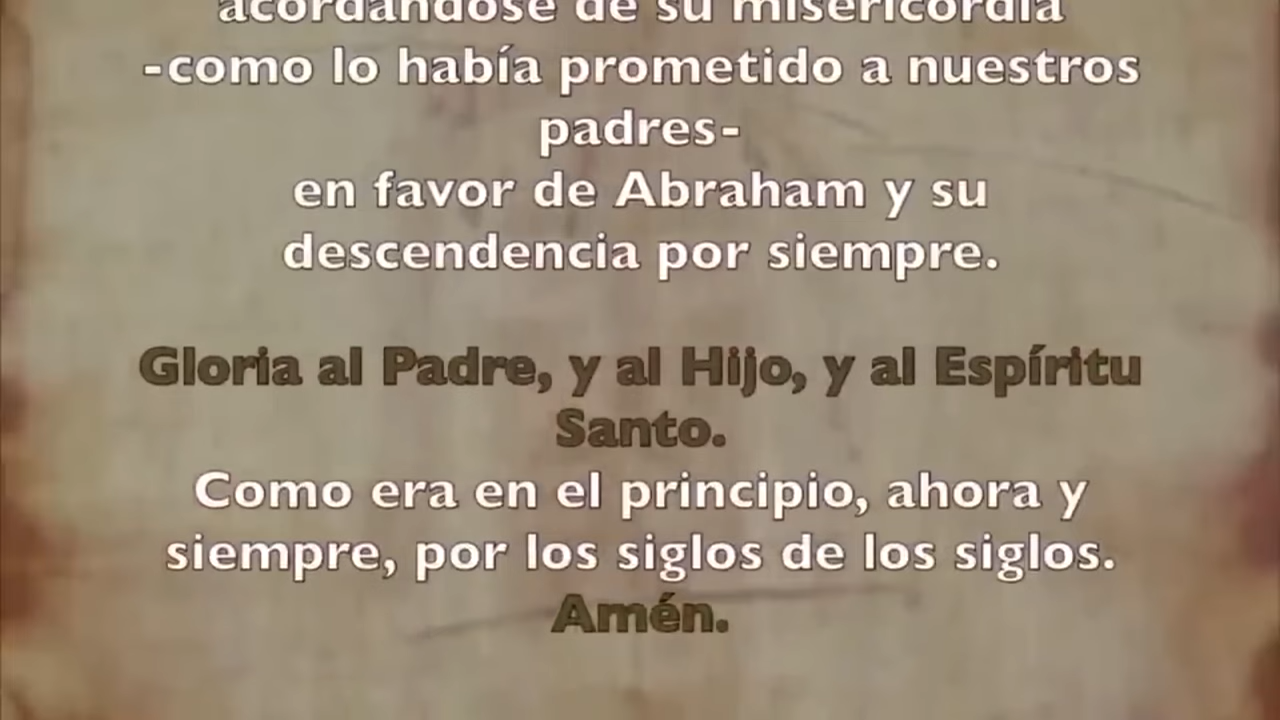 acordándose de su misericordia
-como lo había prometido a nuestros
padres-
en favor de Abraham y su
descendencia por siempre.
Gloria al Padre, y al Hijo, y al Espíritu
Santo.
Como era en el principio, ahora y
siempre, por los siglos de los siglos.
Amén.